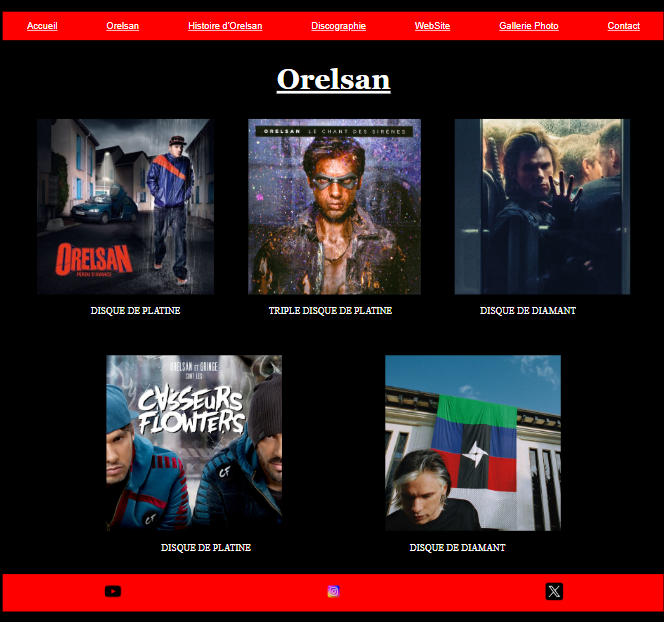 Accueil Orelsan Histoire d'Orelsan Discographie WebSite Gallerie Photo Contact
Orelsan
ORELSAN
PERDU D'AVANCE
ORELSAN LE CHANT DES SIRÈNES
DISQUE DE PLATINE
TRIPLE DISQUE DE PLATINE
DISQUE DE DIAMANT
ORELSAN ET GRINGE
SONT LES
CASSEURS
FLOWTERS
CF
CF
DISQUE DE PLATINE
DISQUE DE DIAMANT